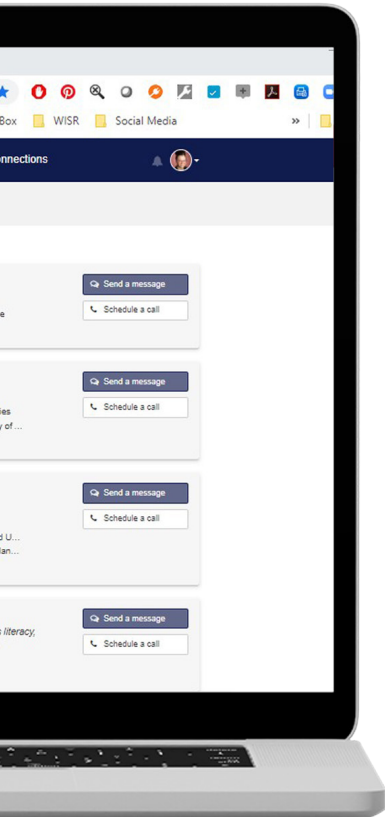 Box WISR Social Media »
onnections
Send a message
Schedule a call
e
Send a message
Schedule a call
ies
y of ...
Send a message
Schedule a call
d U...
lan...
Send a message
s literacy,
Schedule a call